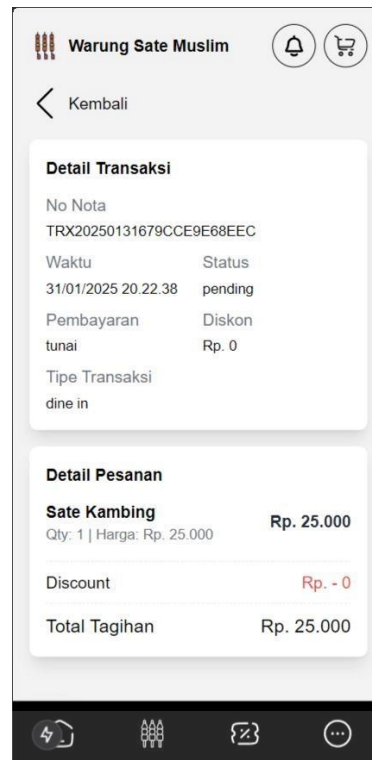 Warung Sate Muslim
Kembali
Detail Transaksi
No Nota
TRX20250131679CCE9E68EEC
Waktu Status
31/01/2025 20.22.38 pending
Pembayaran Diskon
tunai Rp. 0
Tipe Transaksi
dine in
Detail Pesanan
Sate Kambing Rp. 25.000
Qty: 1 | Harga: Rp. 25.000
Discount Rp. - 0
Total Tagihan Rp. 25.000